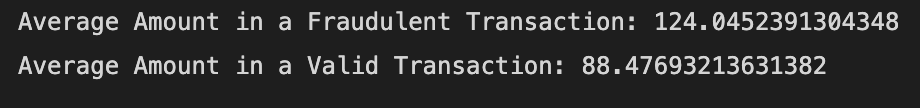 Average Amount in a Fraudulent Transaction: 124.0452391304348
Average Amount in a Valid Transaction: 88.47693213631382